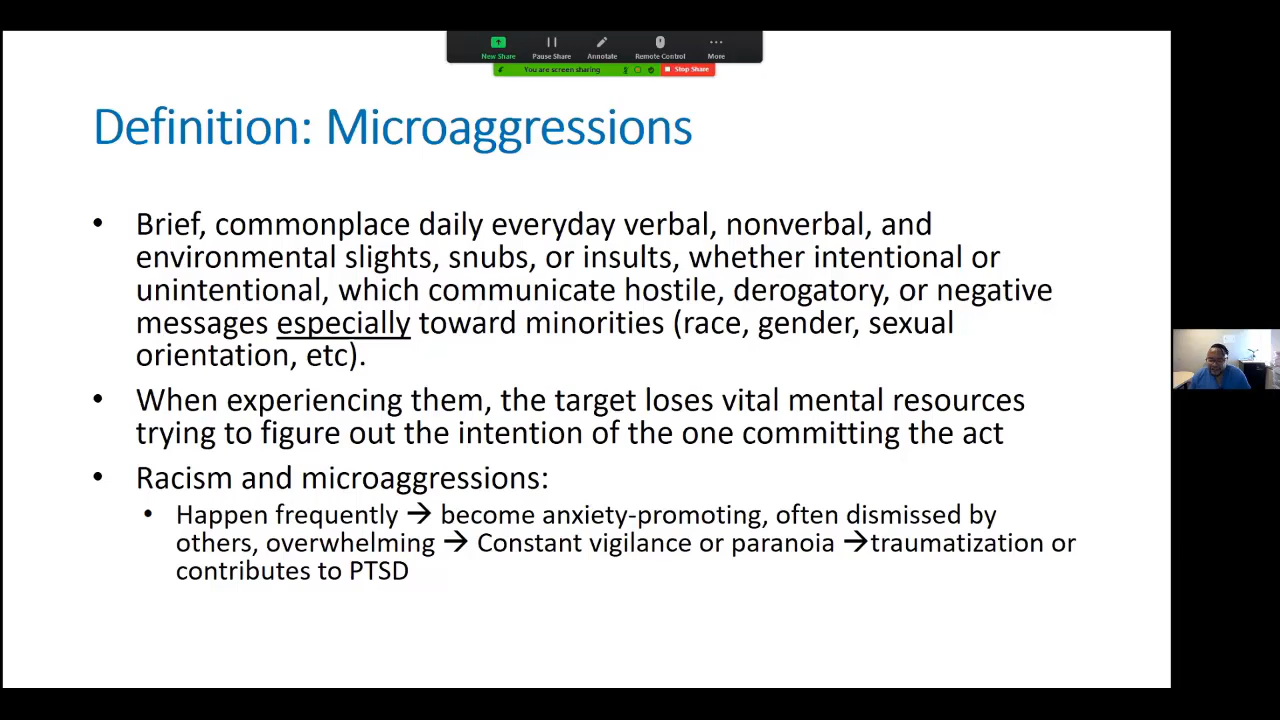 New Share
Pause Share
Annotate
Remote Control
More
You are screen sharing
Stop Share
Definition: Microaggressions
• Brief, commonplace daily everyday verbal, nonverbal, and
environmental slights, snubs, or insults, whether intentional or
unintentional, which communicate hostile, derogatory, or negative
messages especially toward minorities (race, gender, sexual
orientation, etc).
• When experiencing them, the target loses vital mental resources
trying to figure out the intention of the one committing the act
• Racism and microaggressions:
• Happen frequently → become anxiety-promoting, often dismissed by
others, overwhelming → Constant vigilance or paranoia →traumatization or
contributes to PTSD